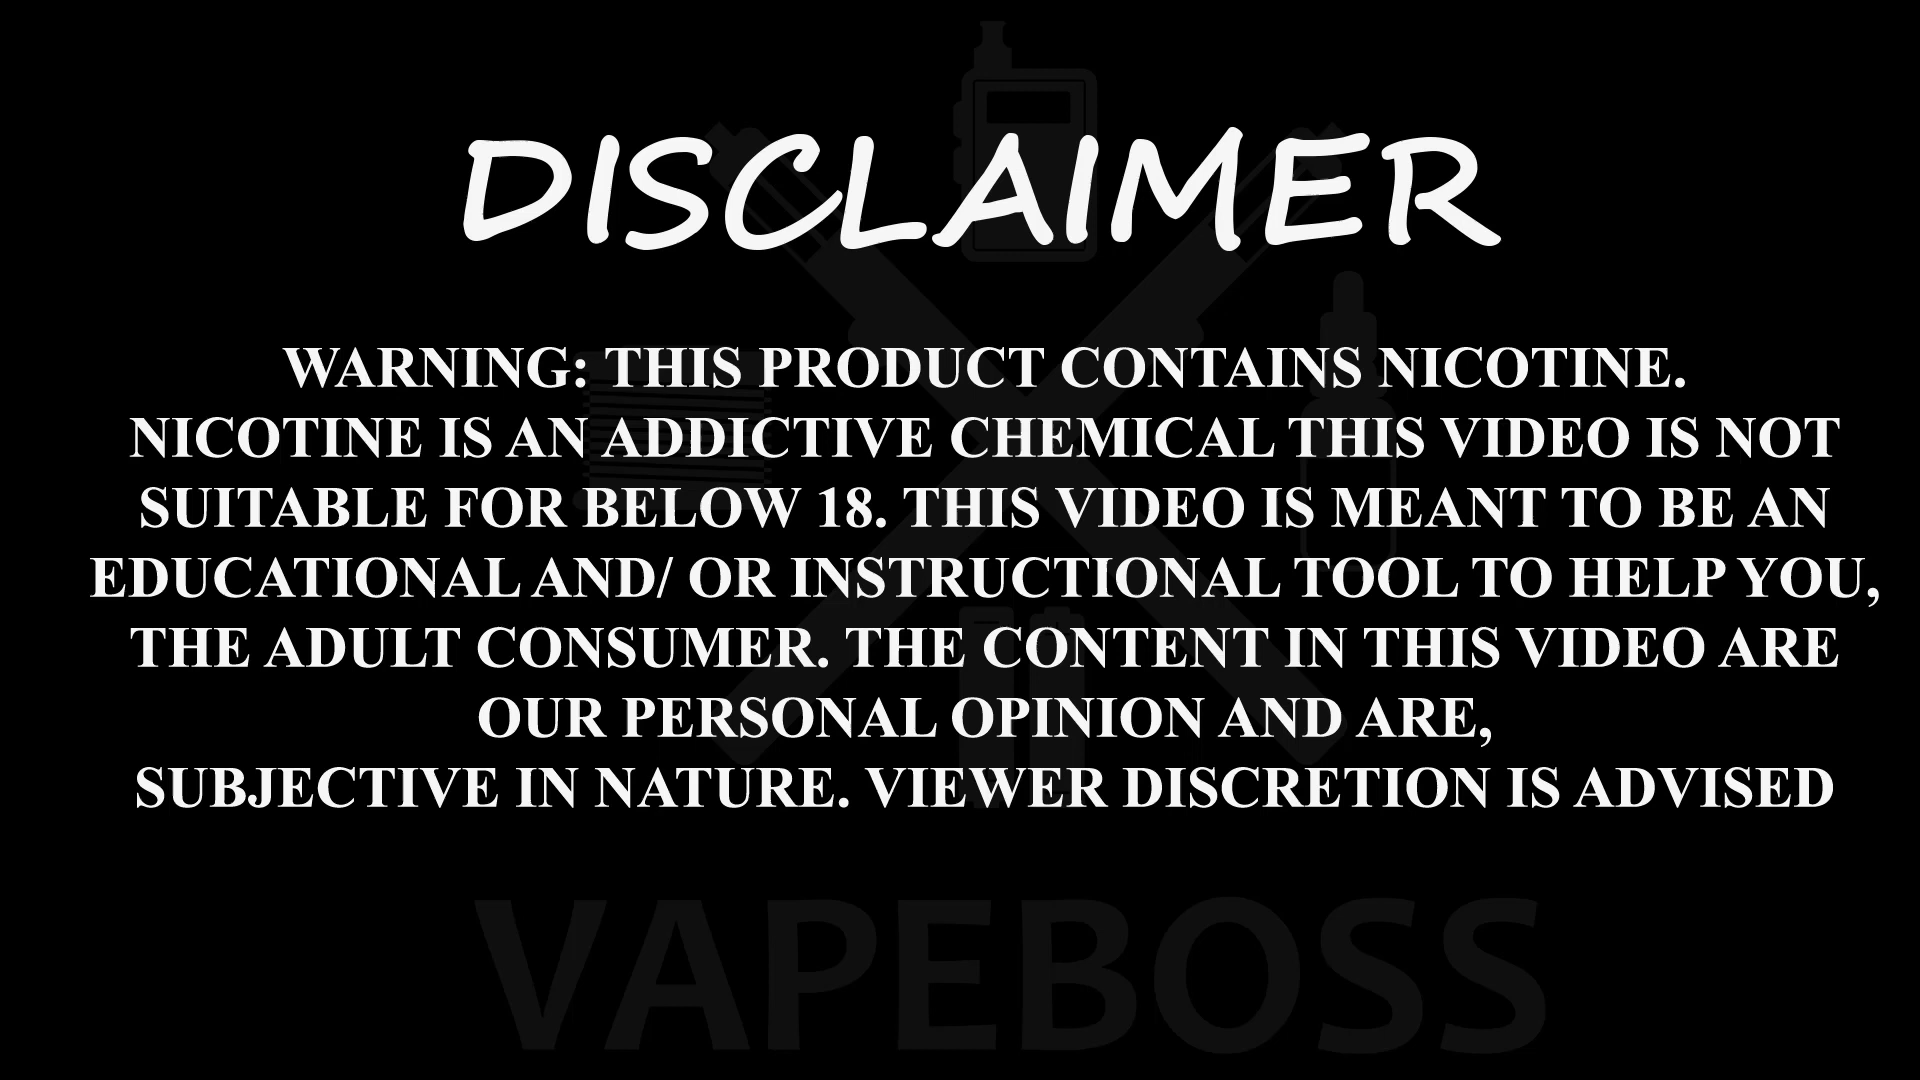 DISCLAIMER
WARNING: THIS PRODUCT CONTAINS NICOTINE.
NICOTINE IS AN ADDICTIVE CHEMICAL THIS VIDEO IS NOT
SUITABLE FOR BELOW 18. THIS VIDEO IS MEANT TO BE AN
EDUCATIONAL AND/ OR INSTRUCTIONAL TOOL TO HELP YOU,
THE ADULT CONSUMER. THE CONTENT IN THIS VIDEO ARE
OUR PERSONAL OPINION AND ARE,
SUBJECTIVE IN NATURE. VIEWER DISCRETION IS ADVISED
VAPEBOSS